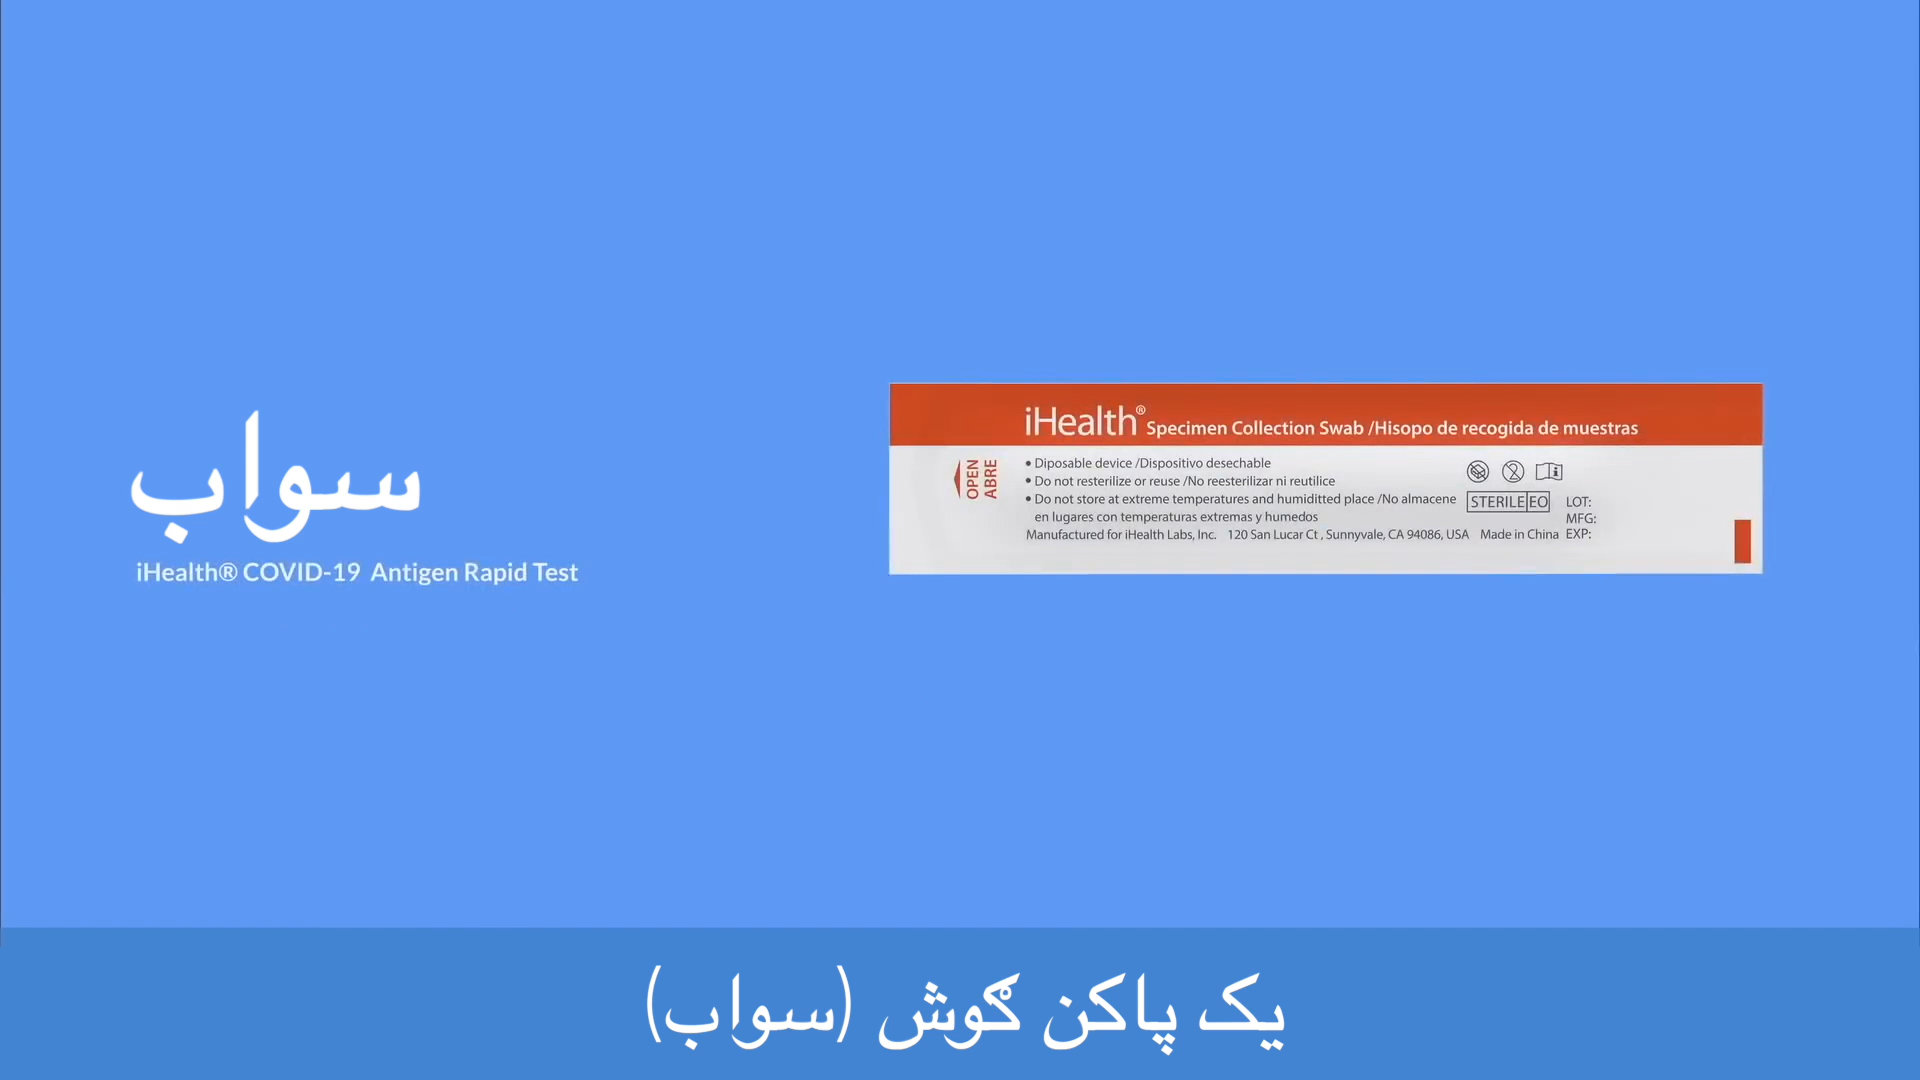 سواب
iHealth® COVID-19 Antigen Rapid Test
iHealth® Specimen Collection Swab /Hisopo de recogida de muestras
OPEN
ABRE
• Diposable device /Dispositivo desechable
• Do not resterilize or reuse /No reesterilizar ni reutilice
• Do not store at extreme temperatures and humiditted place /No almacene
en lugares con temperaturas extremas y humedos
Manufactured for iHealth Labs, Inc. 120 San Lucar Ct , Sunnyvale, CA 94086, USA Made in China
STERILE EO
LOT:
MFG:
EXP:
یک پاکن ګوش (سواب)